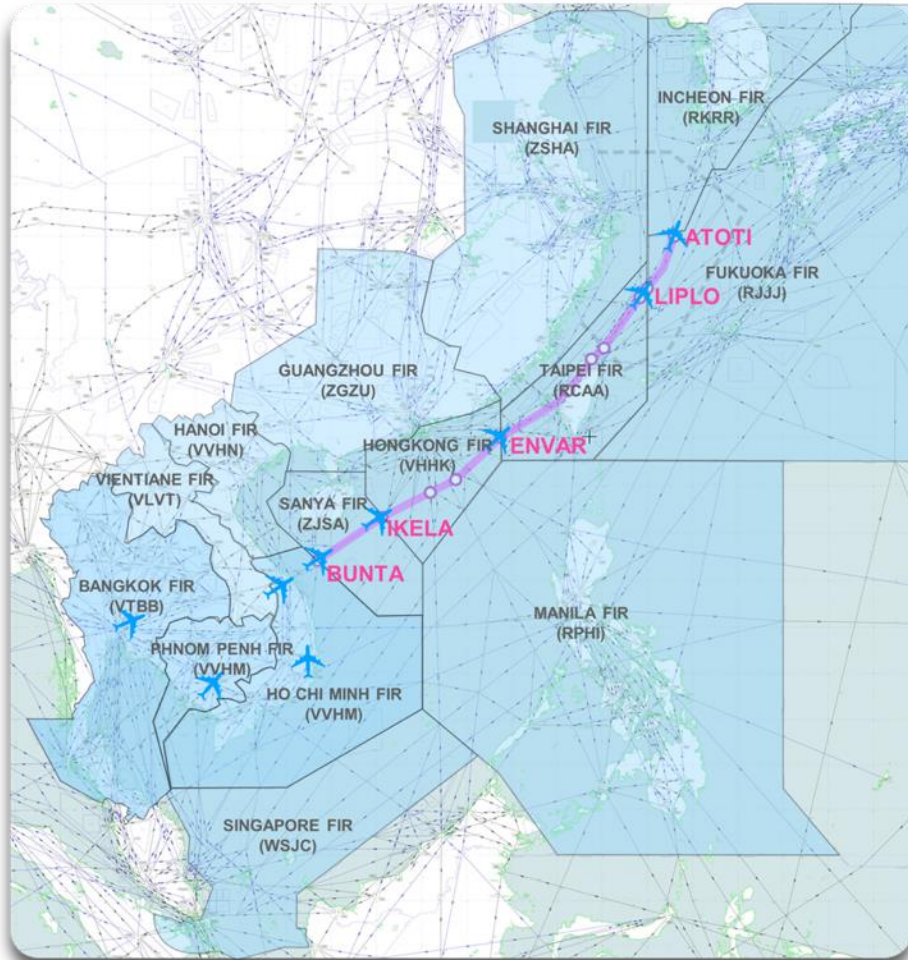 INCHEON FIR
(RKRR)
SHANGHAI FIR
(ZSHA)
ATOTI
FUKUOKA FIR
(RJJJ)
LIPLO
GUANGZHOU FIR
(ZGZU)
TAIPEI FIR
(RCAA)
HANOI FIR
(VVHN)
HONGKONG FIR
(VHHK)
ENVAR
VIENTIANE FIR
(VLVT)
SANYA FIR
(ZJSA)
IKELA
BUNTA
BANGKOK FIR
(VTBB)
MANILA FIR
(RPHI)
PHNOM PENH FIR
(VVHM)
HO CHI MINH FIR
(VVHM)
SINGAPORE FIR
(WSJC)